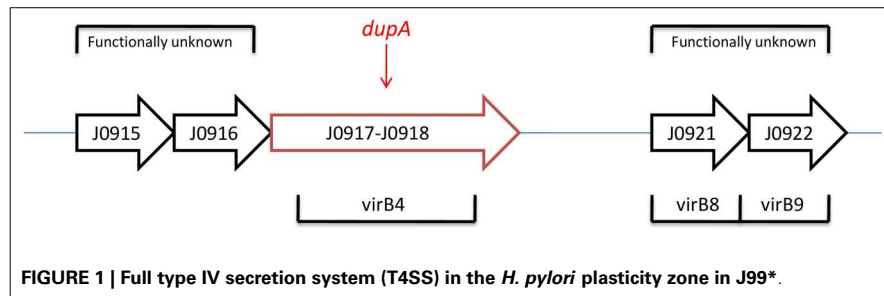 dupA
Functionally unknown
Functionally unknown
J0915
J0916
J0917-J0918
J0921
J0922
virB4
virB8
virB9
FIGURE 1 | Full type IV secretion system (T4SS) in the H. pylori plasticity zone in J99*.